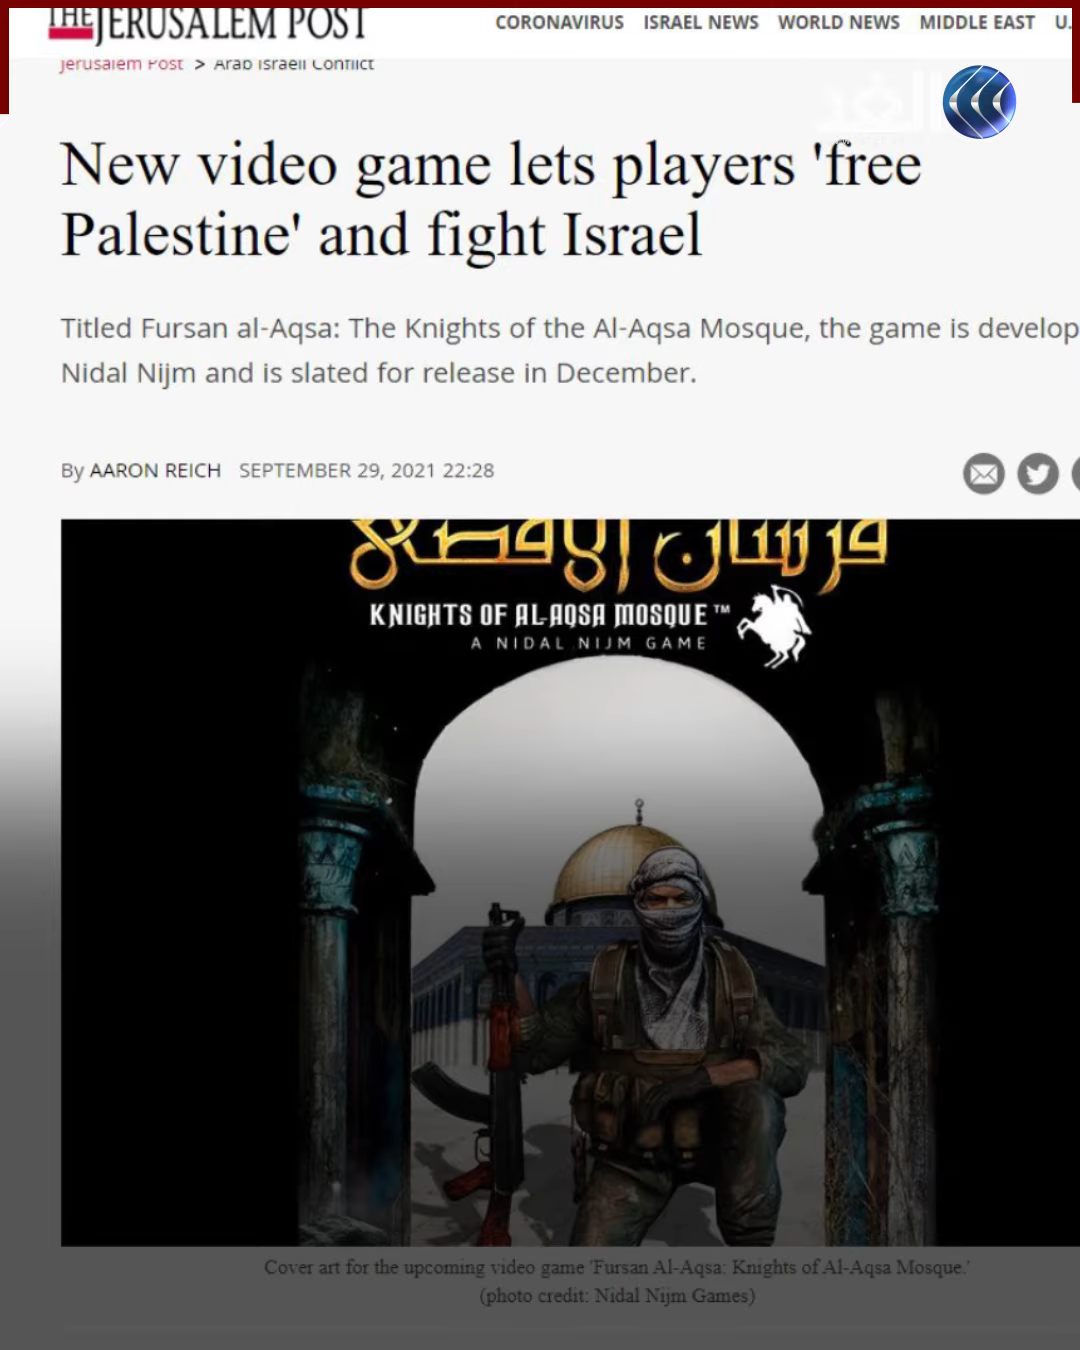 THE JERUSALEM POST
CORONAVIRUS ISRAEL NEWS WORLD NEWS MIDDLE EAST U.
Jerusalem Post > Arab Israeli Conflict
الغد
New video game lets players 'free
Palestine' and fight Israel
Titled Fursan al-Aqsa: The Knights of the Al-Aqsa Mosque, the game is develop
Nidal Nijm and is slated for release in December.
By AARON REICH SEPTEMBER 29, 2021 22:28
فرسان الأقصى
KNIGHTS OF AL-AQSA MOSQUE™
A NIDAL NIJM GAME
Cover art for the upcoming video game 'Fursan Al-Aqsa: Knights of Al-Aqsa Mosque.'
(photo credit: Nidal Nijm Games)